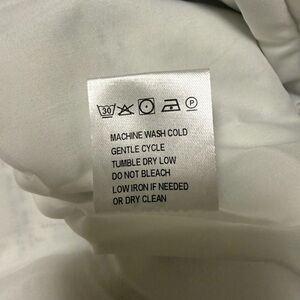 30 P
MACHINE WASH COLD
GENTLE CYCLE
TUMBLE DRY LOW
DO NOT BLEACH
LOW IRON IF NEEDED
OR DRY CLEAN